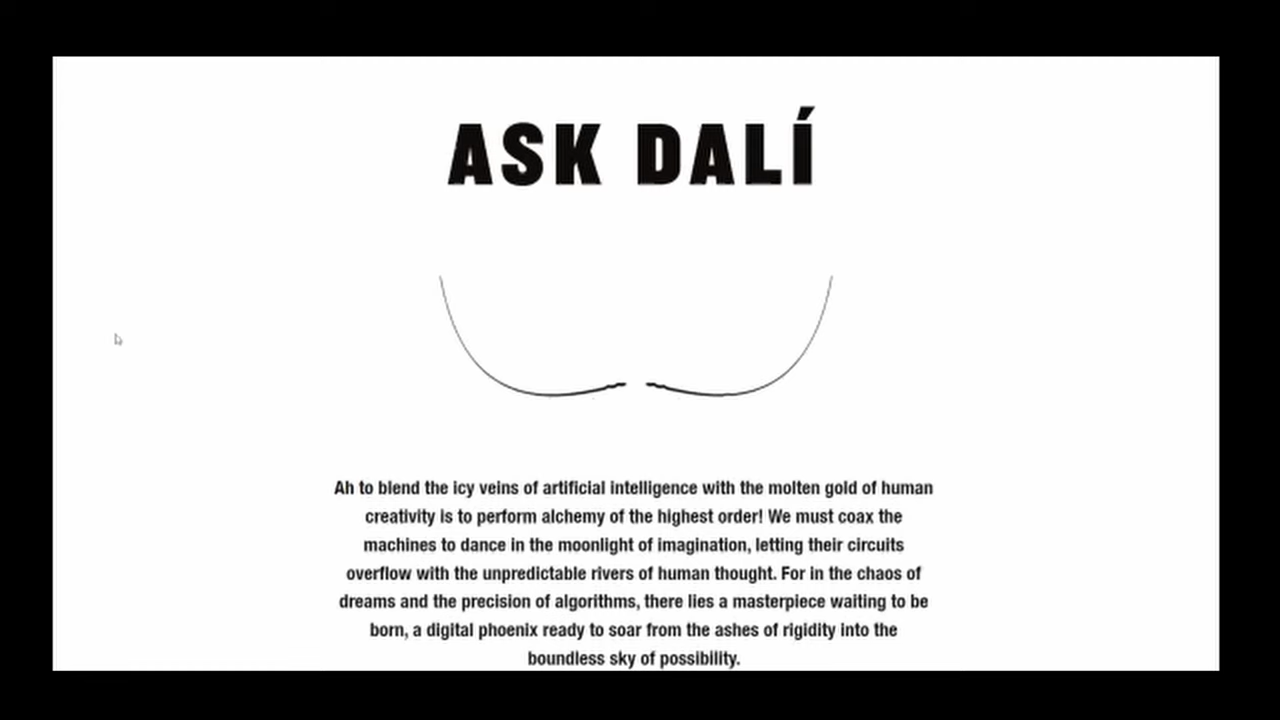 ASK DALÍ
Ah to blend the icy veins of artificial intelligence with the molten gold of human
creativity is to perform alchemy of the highest order! We must coax the
machines to dance in the moonlight of imagination, letting their circuits
overflow with the unpredictable rivers of human thought. For in the chaos of
dreams and the precision of algorithms, there lies a masterpiece waiting to be
born, a digital phoenix ready to soar from the ashes of rigidity into the
boundless sky of possibility.